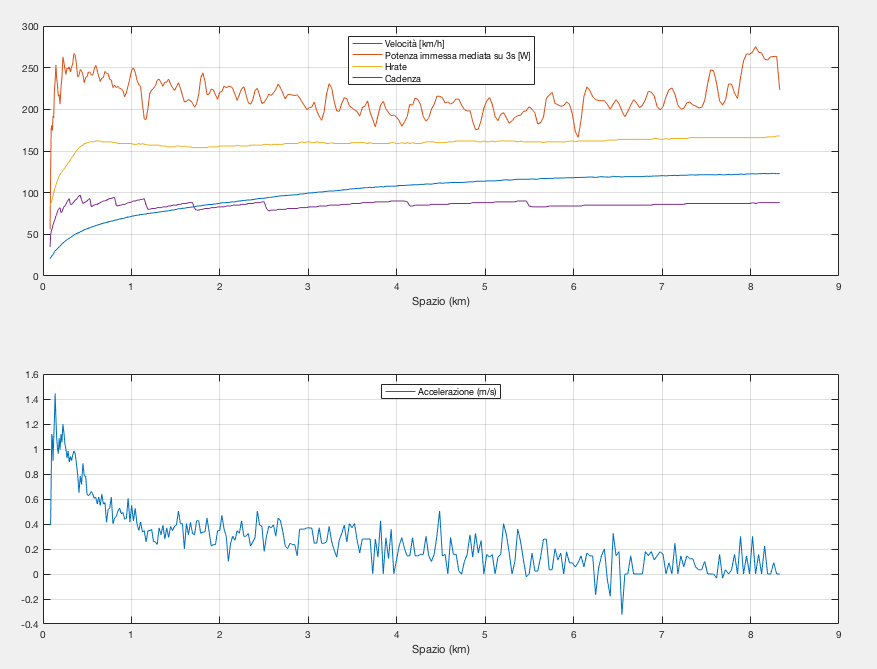 300
250
200
150
100
50
0
Velocità [km/h]
Potenza immessa mediata su 3s [W]
Hrate
Cadenza
0 1 2 3 4 5 6 7 8 9
Spazio (km)
1.6
1.4
1.2
1
0.8
0.6
0.4
0.2
0
-0.2
-0.4
Accelerazione (m/s)
0 1 2 3 4 5 6 7 8 9
Spazio (km)